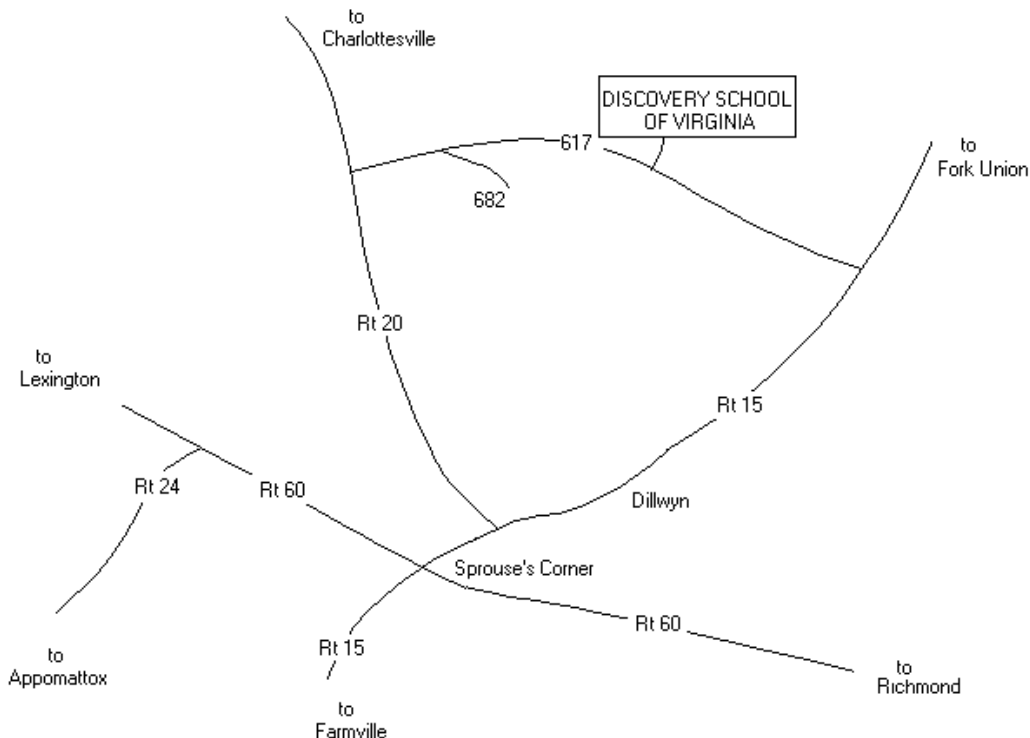 to
Charlottesville
DISCOVERY SCHOOL
OF VIRGINIA
617
to
Fork Union
682
Rt 20
to
Lexington
Rt 15
Rt 24
Rt 60
Dillwyn
Sprouse's Corner
Rt 60
Rt 15
to
Appomattox
to
Richmond
to
Farmville